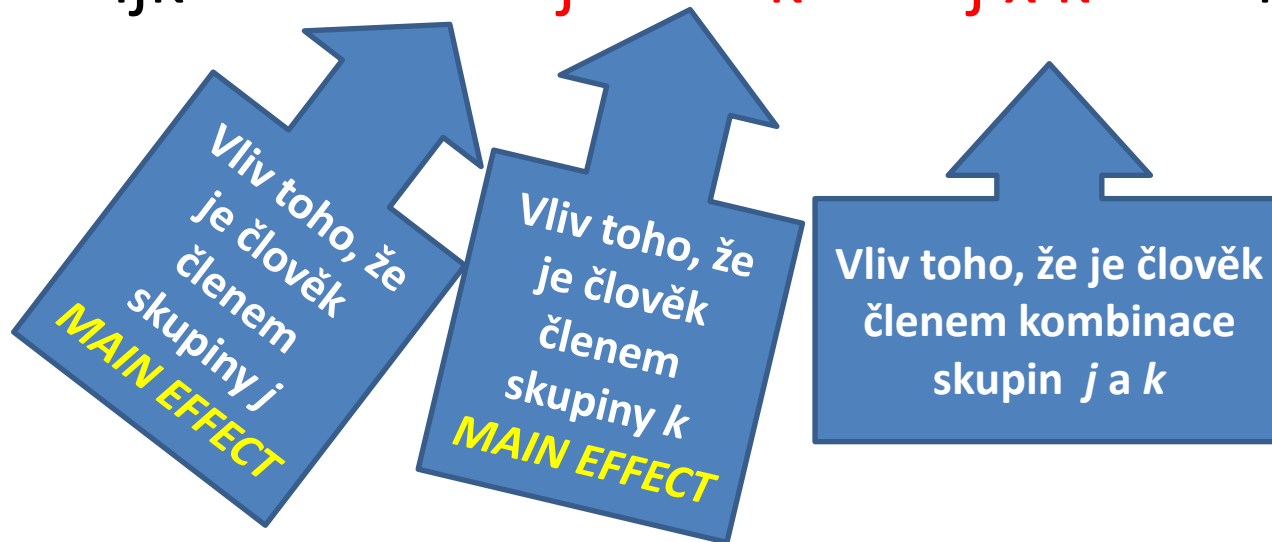 Vliv toho, že
je člověk
členem
skupiny j
MAIN EFFECT
Vliv toho, že
je člověk
členem
skupiny k
MAIN EFFECT
Vliv toho, že je člověk
členem kombinace
skupin j a k